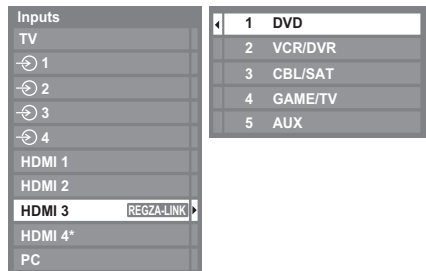 Inputs
TV
1
2
3
4
HDMI 1
HDMI 2
HDMI 3 REGZA-LINK
HDMI 4*
PC
1 DVD
2 VCR/DVR
3 CBL/SAT
4 GAME/TV
5 AUX